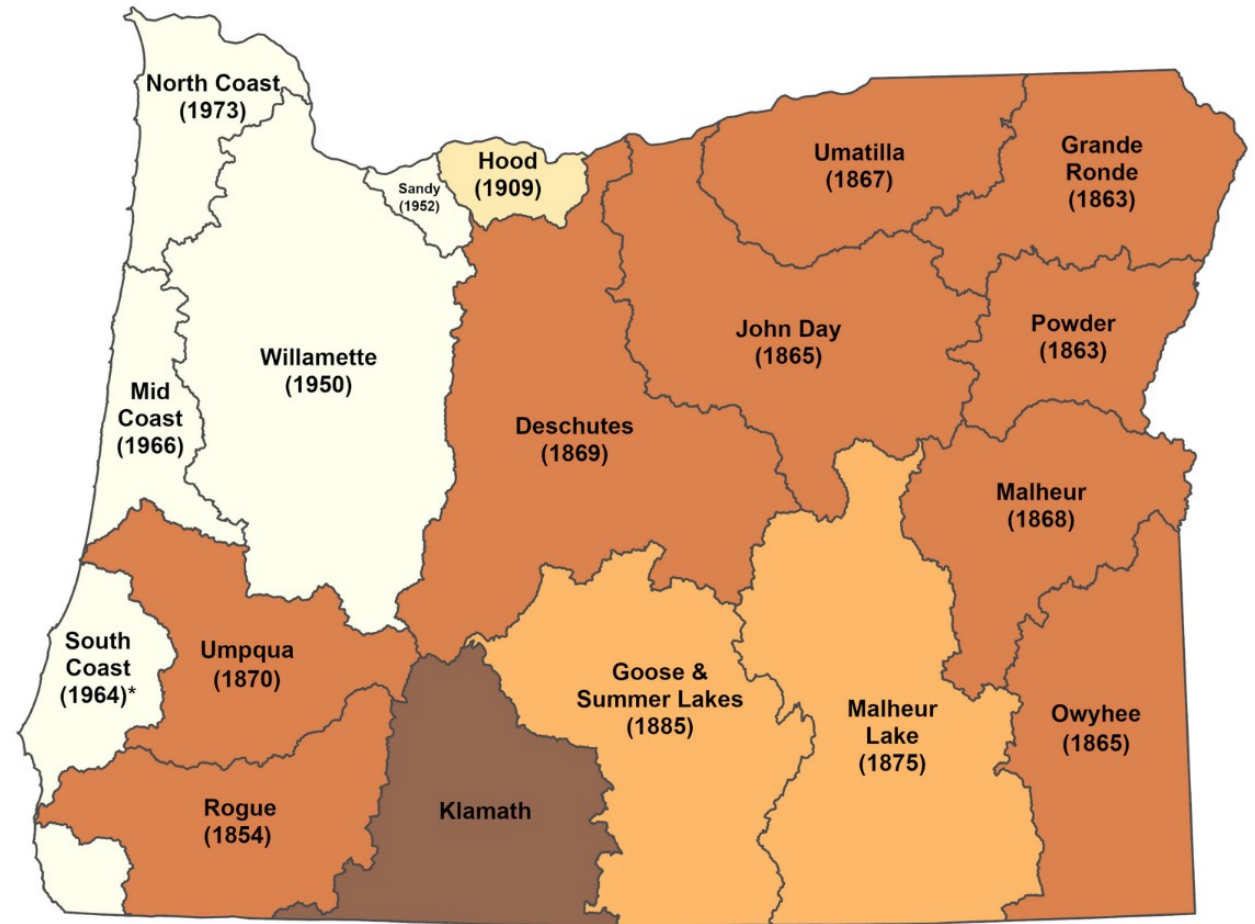 North Coast
(1973)
Hood
(1909)
Sandy
(1952)
Umatilla
(1867)
Grande
Ronde
(1863)
Willamette
(1950)
John Day
(1865)
Powder
(1863)
Mid
Coast
(1966)
Deschutes
(1869)
Malheur
(1868)
South
Coast
(1964)*
Umpqua
(1870)
Goose &
Summer Lakes
(1885)
Malheur
Lake
(1875)
Owyhee
(1865)
Rogue
(1854)
Klamath